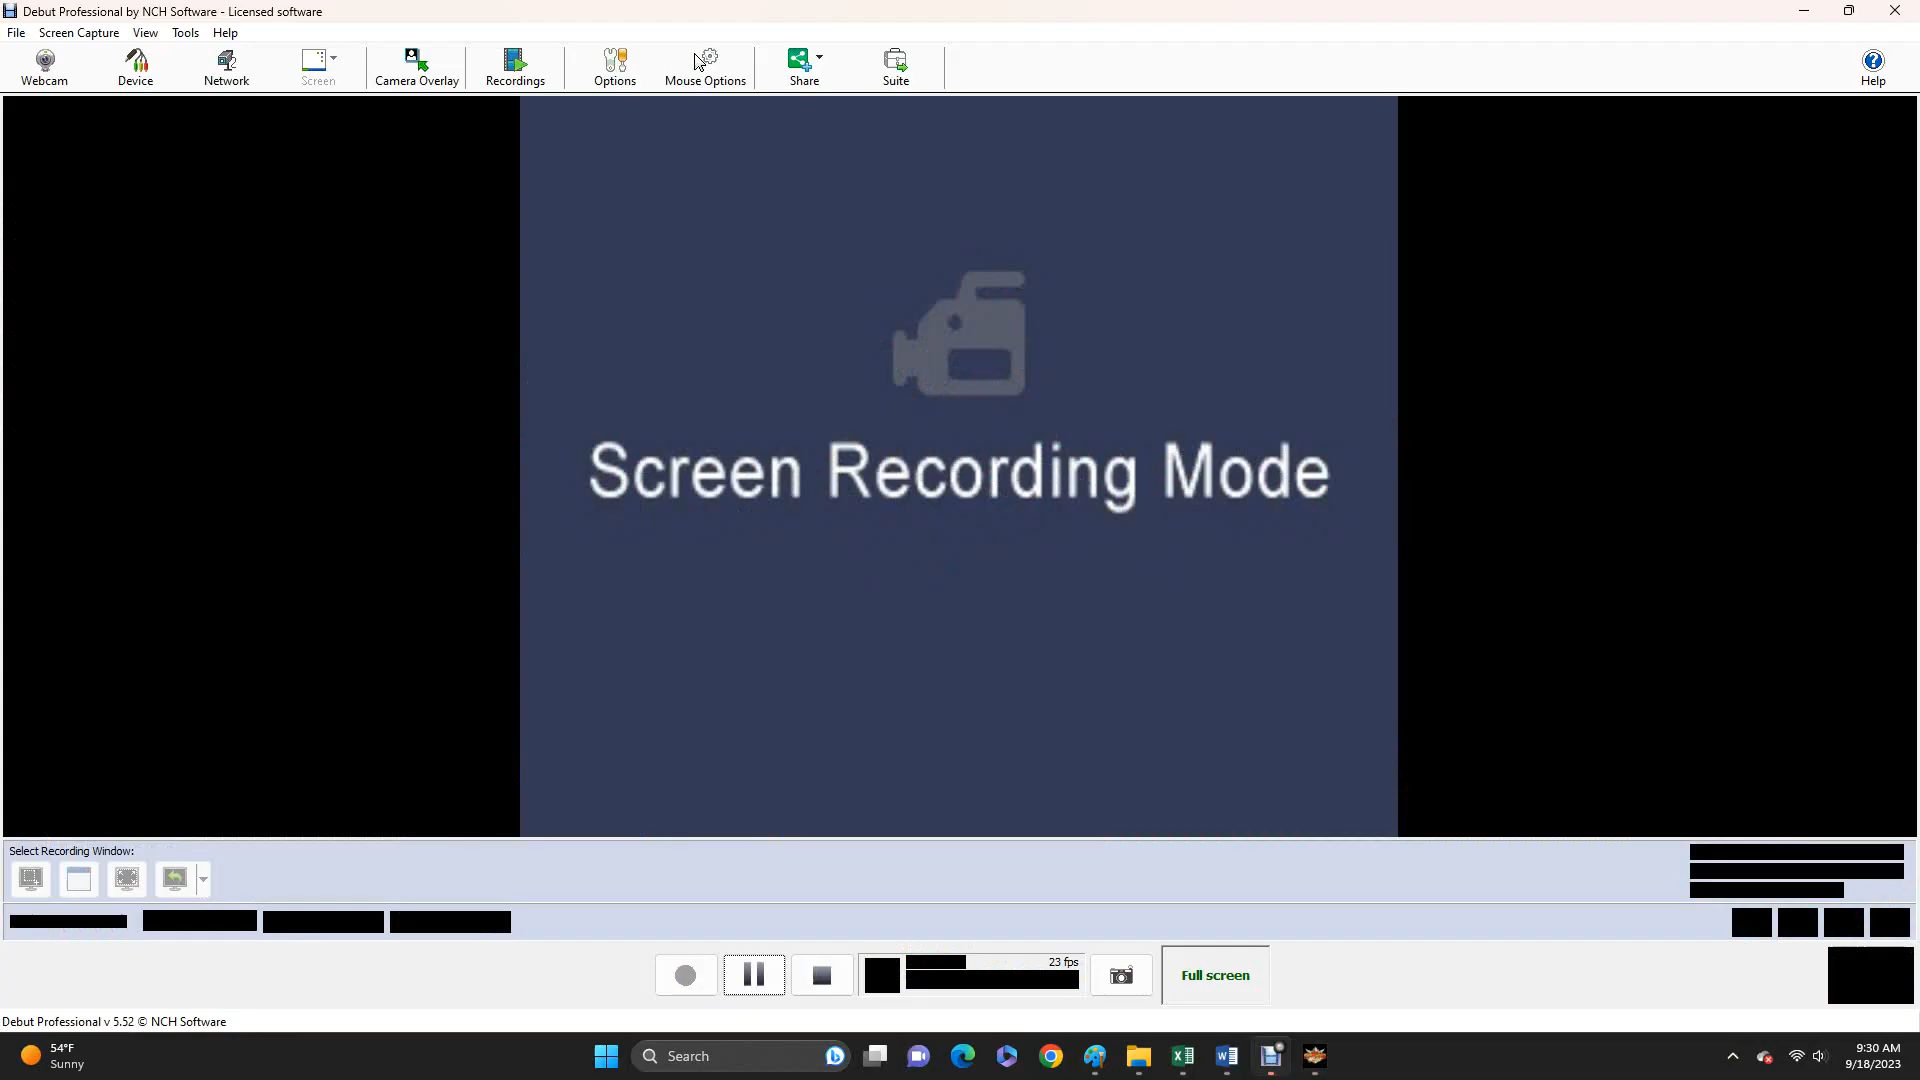 Debut Professional by NCH Software - Licensed software
File Screen Capture View Tools Help
Webcam Device Network Screen Camera Overlay Recordings Options Mouse Options Share Suite Help
Screen Recording Mode
Select Recording Window:
23 fps
Full screen
Debut Professional v 5.52 © NCH Software
54°F
Sunny
Search
9:30 AM
9/18/2023